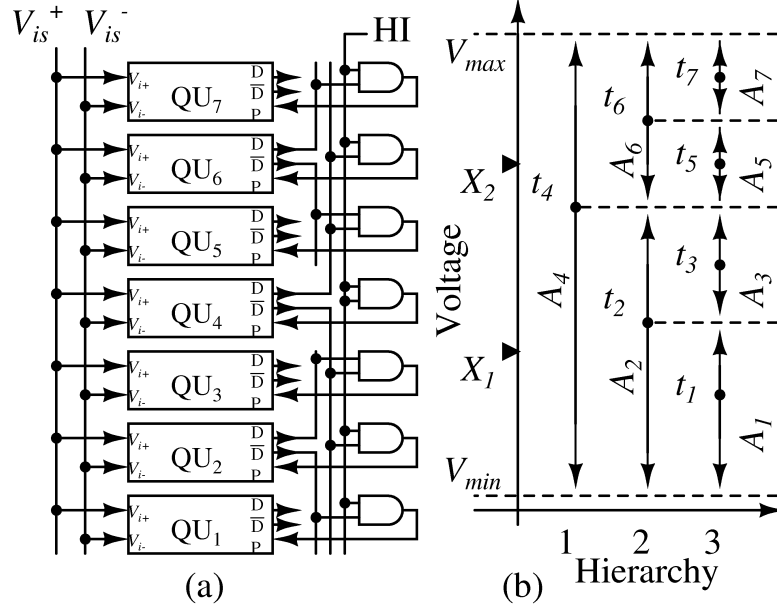 V_is^+ V_is^- HI
V_i+ QU_7 D
D̅
V_i- P
V_i+ QU_6 D
D̅
V_i- P
V_i+ QU_5 D
D̅
V_i- P
V_i+ QU_4 D
D̅
V_i- P
V_i+ QU_3 D
D̅
V_i- P
V_i+ QU_2 D
D̅
V_i- P
V_i+ QU_1 D
D̅
V_i- P
(a)
Voltage
V_max
X_2
X_1
V_min
t_7 A_7
t_6 A_6
t_5 A_5
t_4 A_4
t_3 A_3
t_2 A_2
t_1 A_1
1 2 3
Hierarchy
(b)